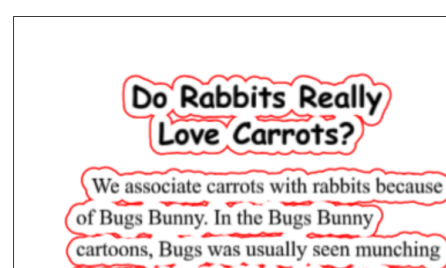 Do Rabbits Really
Love Carrots?
We associate carrots with rabbits because
of Bugs Bunny. In the Bugs Bunny
cartoons, Bugs was usually seen munching